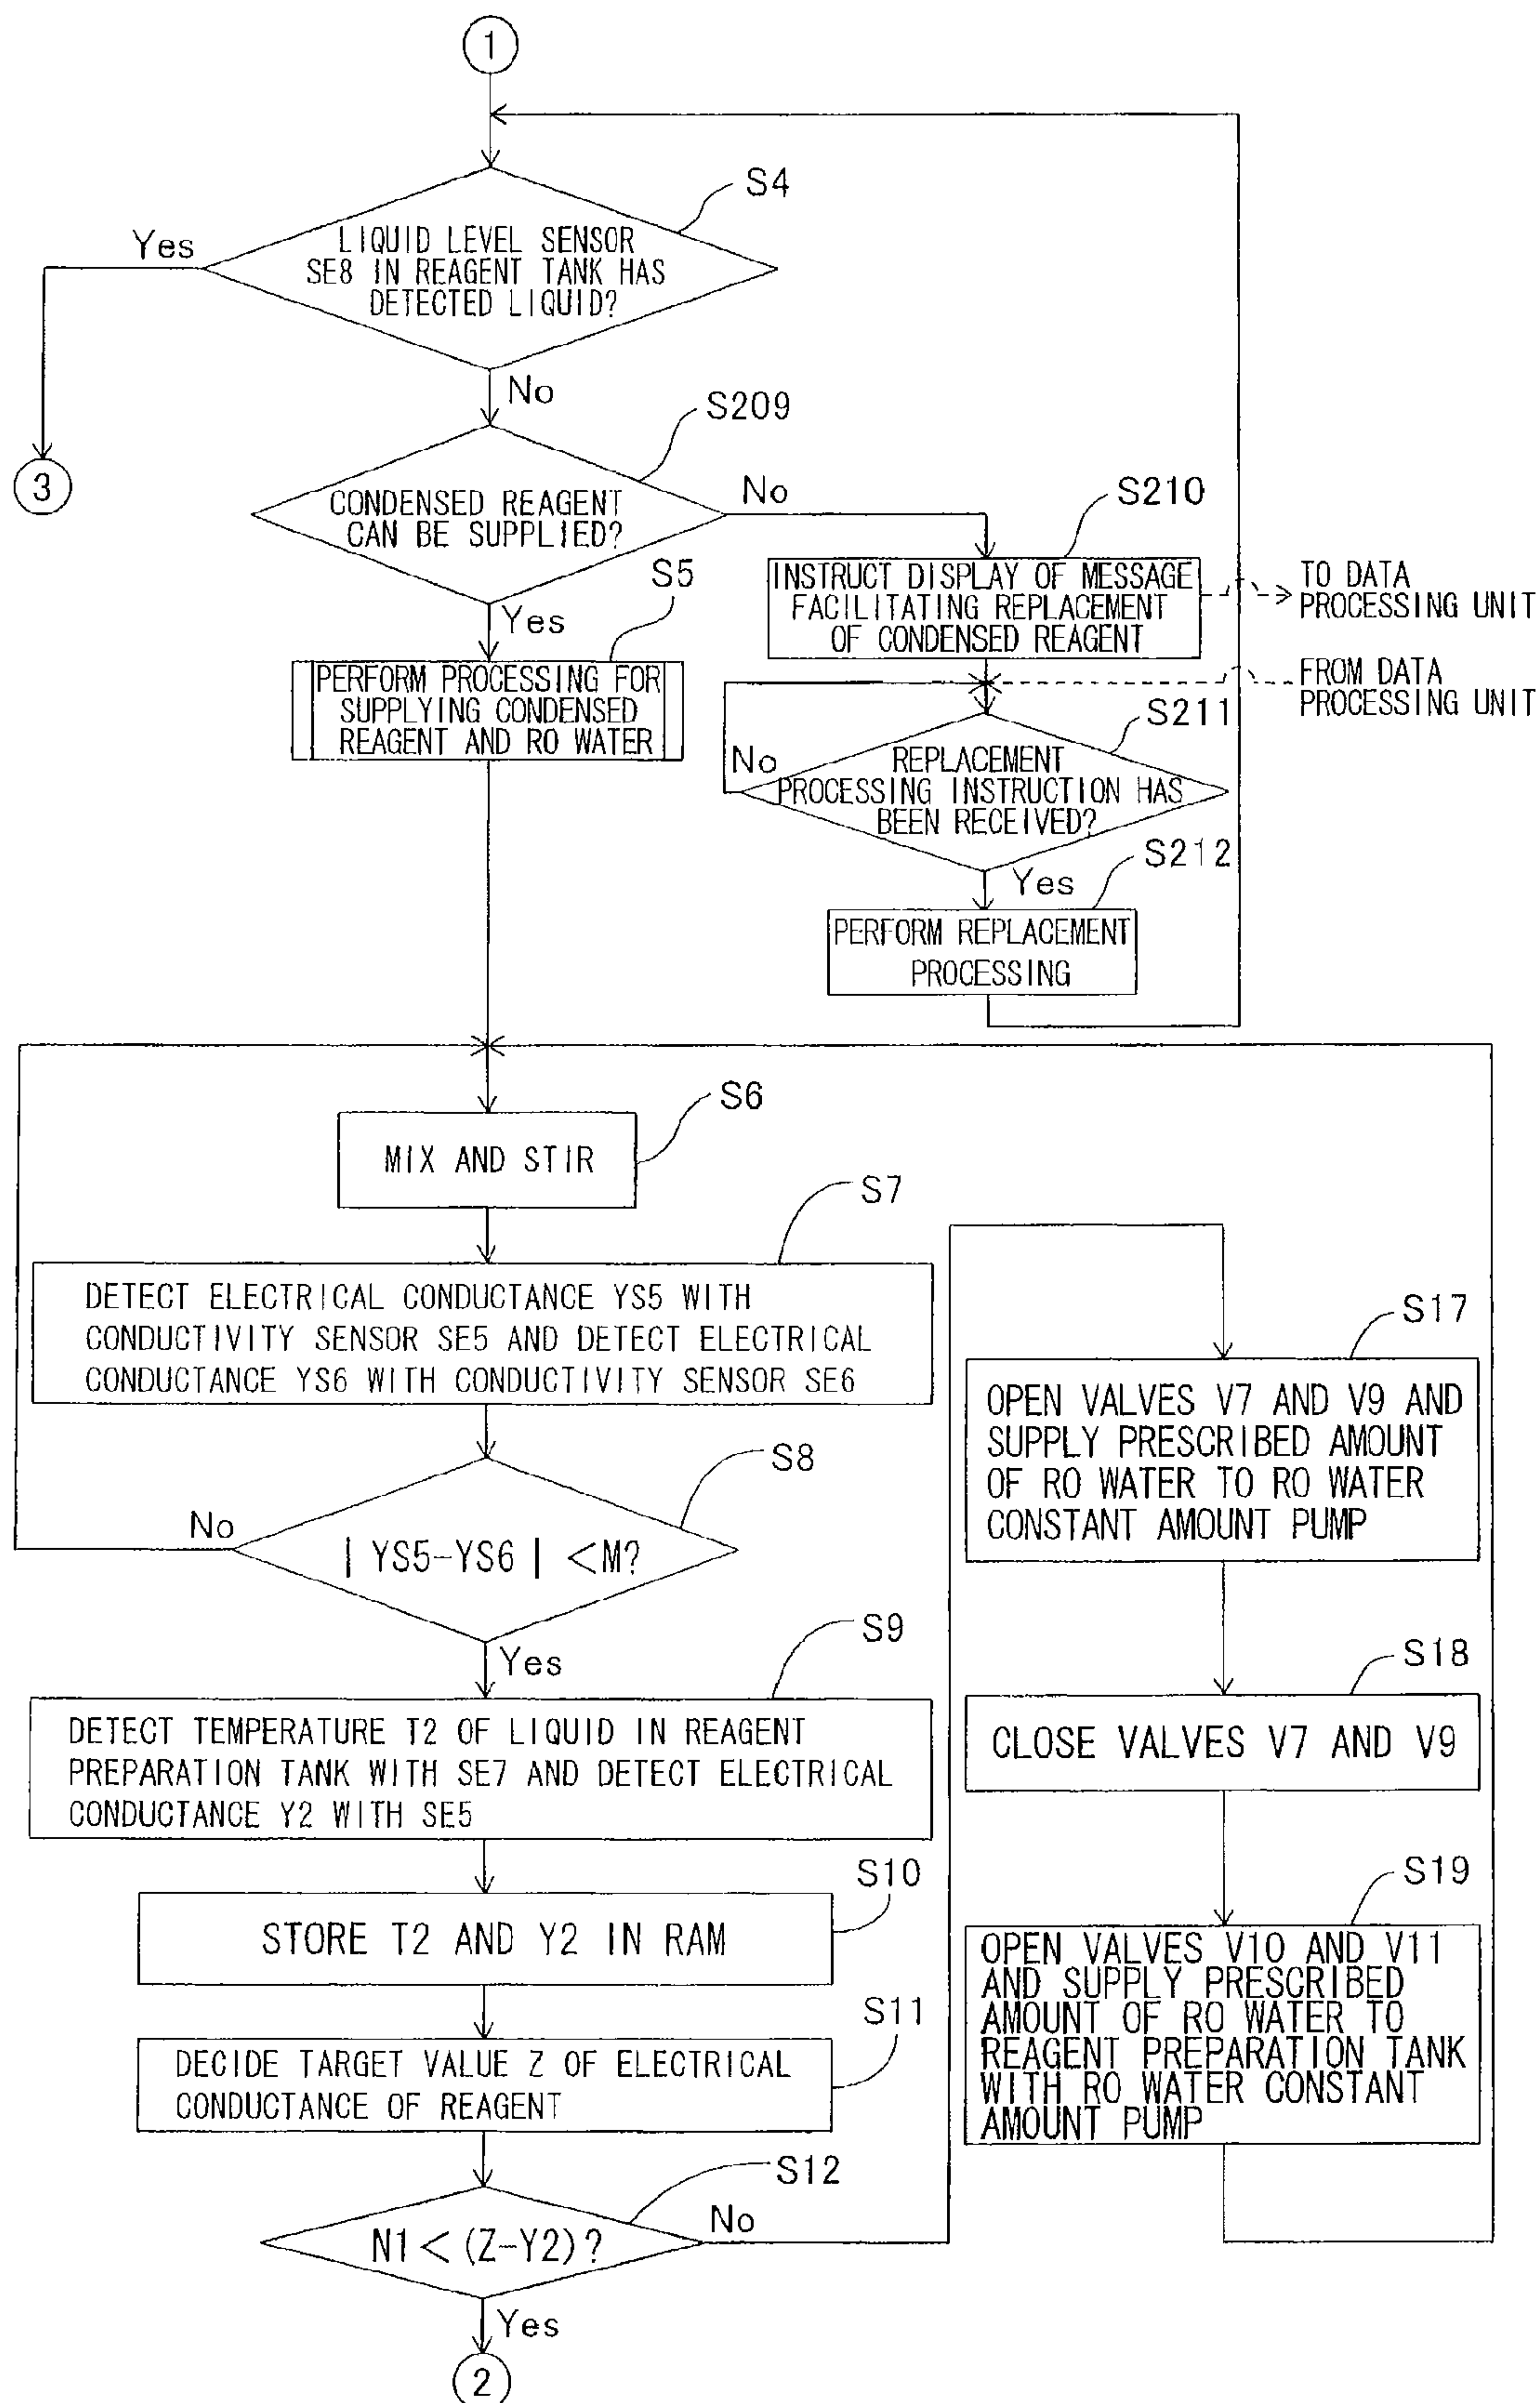 1
S4
Yes
LIQUID LEVEL SENSOR
SE8 IN REAGENT TANK HAS
DETECTED LIQUID?
No
3
S209
CONDENSED REAGENT
CAN BE SUPPLIED?
No
Yes
S210
INSTRUCT DISPLAY OF MESSAGE
FACILITATING REPLACEMENT
OF CONDENSED REAGENT
TO DATA
PROCESSING UNIT
S5
PERFORM PROCESSING FOR
SUPPLYING CONDENSED
REAGENT AND RO WATER
FROM DATA
PROCESSING UNIT
S211
No
REPLACEMENT
PROCESSING INSTRUCTION HAS
BEEN RECEIVED?
Yes
S212
PERFORM REPLACEMENT
PROCESSING
S6
MIX AND STIR
S7
DETECT ELECTRICAL CONDUCTANCE YS5 WITH
CONDUCTIVITY SENSOR SE5 AND DETECT ELECTRICAL
CONDUCTANCE YS6 WITH CONDUCTIVITY SENSOR SE6
S8
No
| YS5-YS6 | <M?
Yes
S9
DETECT TEMPERATURE T2 OF LIQUID IN REAGENT
PREPARATION TANK WITH SE7 AND DETECT ELECTRICAL
CONDUCTANCE Y2 WITH SE5
S10
STORE T2 AND Y2 IN RAM
S11
DECIDE TARGET VALUE Z OF ELECTRICAL
CONDUCTANCE OF REAGENT
S12
N1 < (Z-Y2)?
No
Yes
2
S17
OPEN VALVES V7 AND V9 AND
SUPPLY PRESCRIBED AMOUNT
OF RO WATER TO RO WATER
CONSTANT AMOUNT PUMP
S18
CLOSE VALVES V7 AND V9
S19
OPEN VALVES V10 AND V11
AND SUPPLY PRESCRIBED
AMOUNT OF RO WATER TO
REAGENT PREPARATION TANK
WITH RO WATER CONSTANT
AMOUNT PUMP